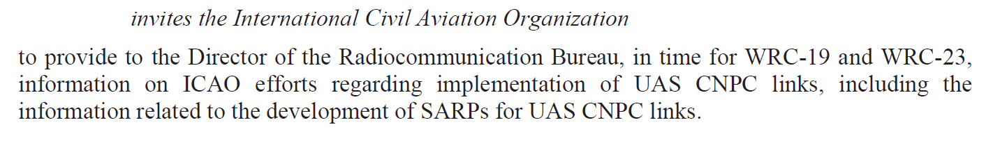 invites the International Civil Aviation Organization
to provide to the Director of the Radiocommunication Bureau, in time for WRC-19 and WRC-23,
information on ICAO efforts regarding implementation of UAS CNPC links, including the
information related to the development of SARPs for UAS CNPC links.